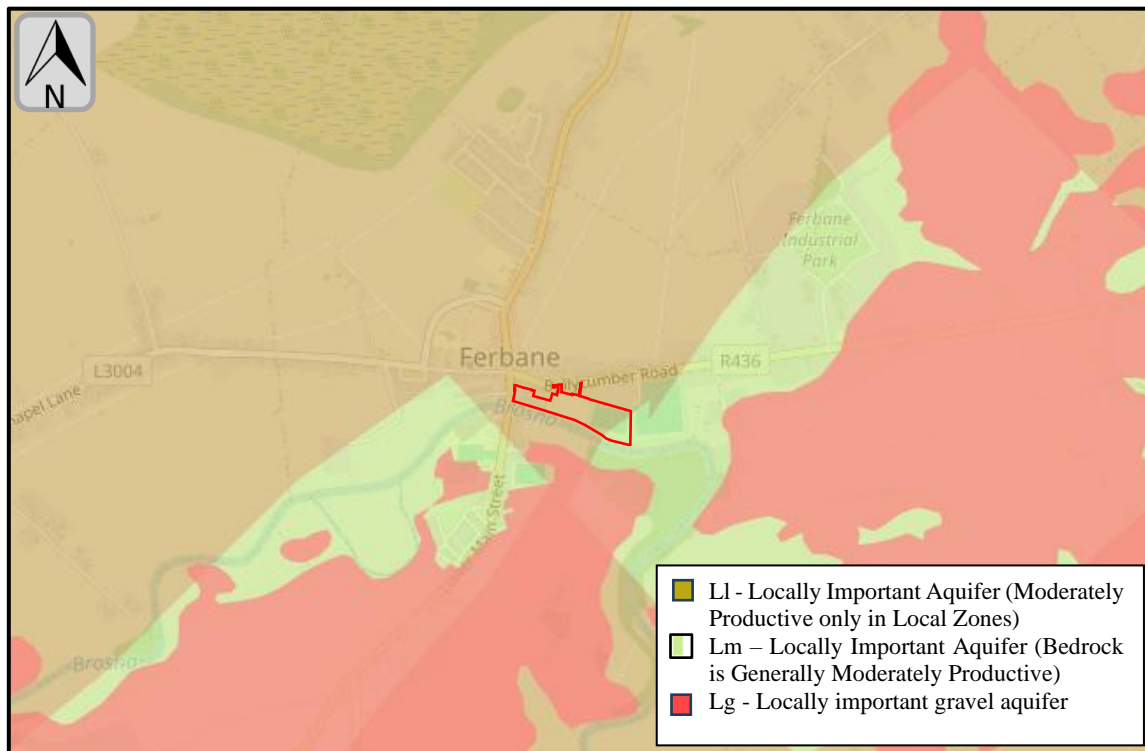 N
Ferbane
Industrial
Park
Ferbane
R436
L3004
Ballycumber Road
Chapel Lane
Brosna
Main Street
Brosna
Ll - Locally Important Aquifer (Moderately
Productive only in Local Zones)
Lm – Locally Important Aquifer (Bedrock
is Generally Moderately Productive)
Lg - Locally important gravel aquifer